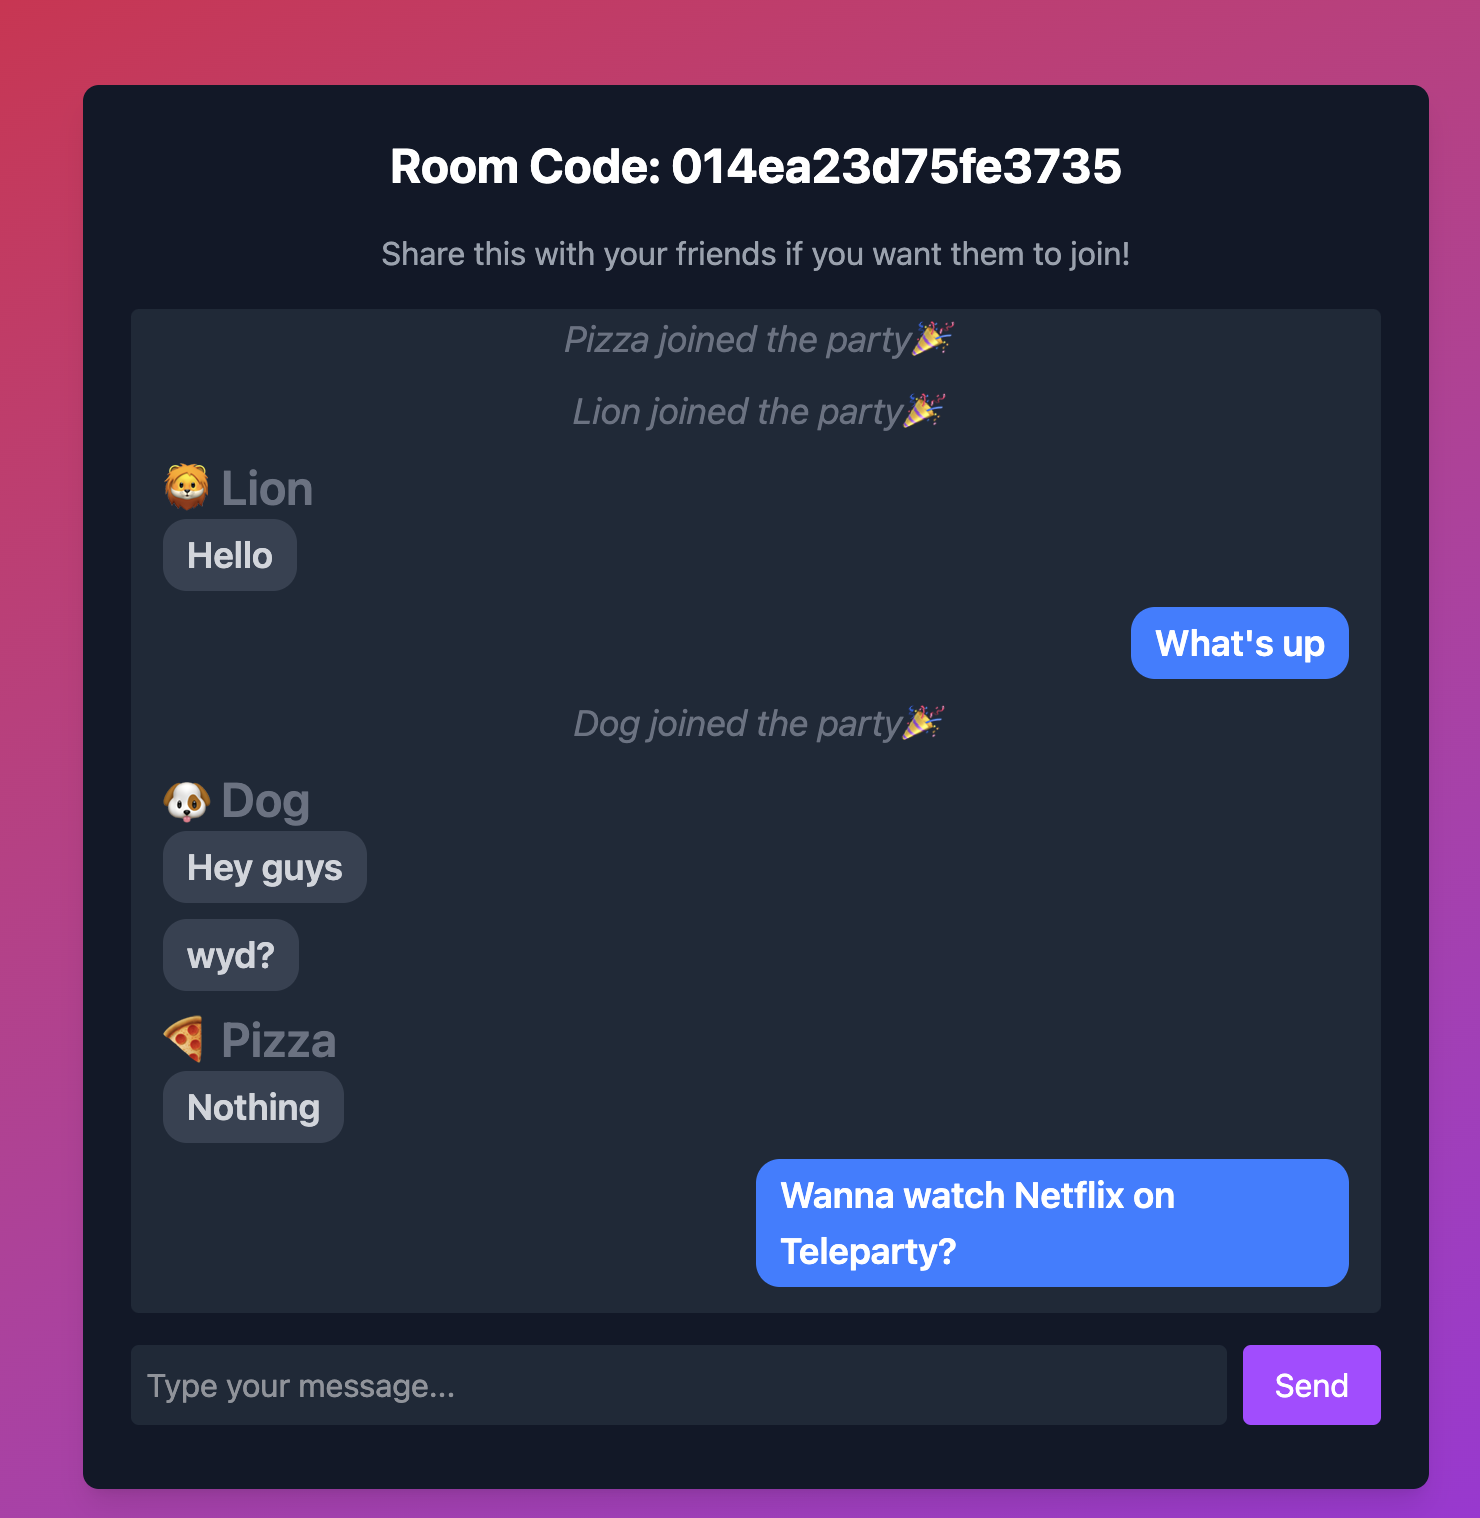 Room Code: 014ea23d75fe3735
Share this with your friends if you want them to join!
Pizza joined the party🎉
Lion joined the party🎉
🦁 Lion
Hello
What's up
Dog joined the party🎉
🐶 Dog
Hey guys
wyd?
🍕 Pizza
Nothing
Wanna watch Netflix on
Teleparty?
Type your message...
Send